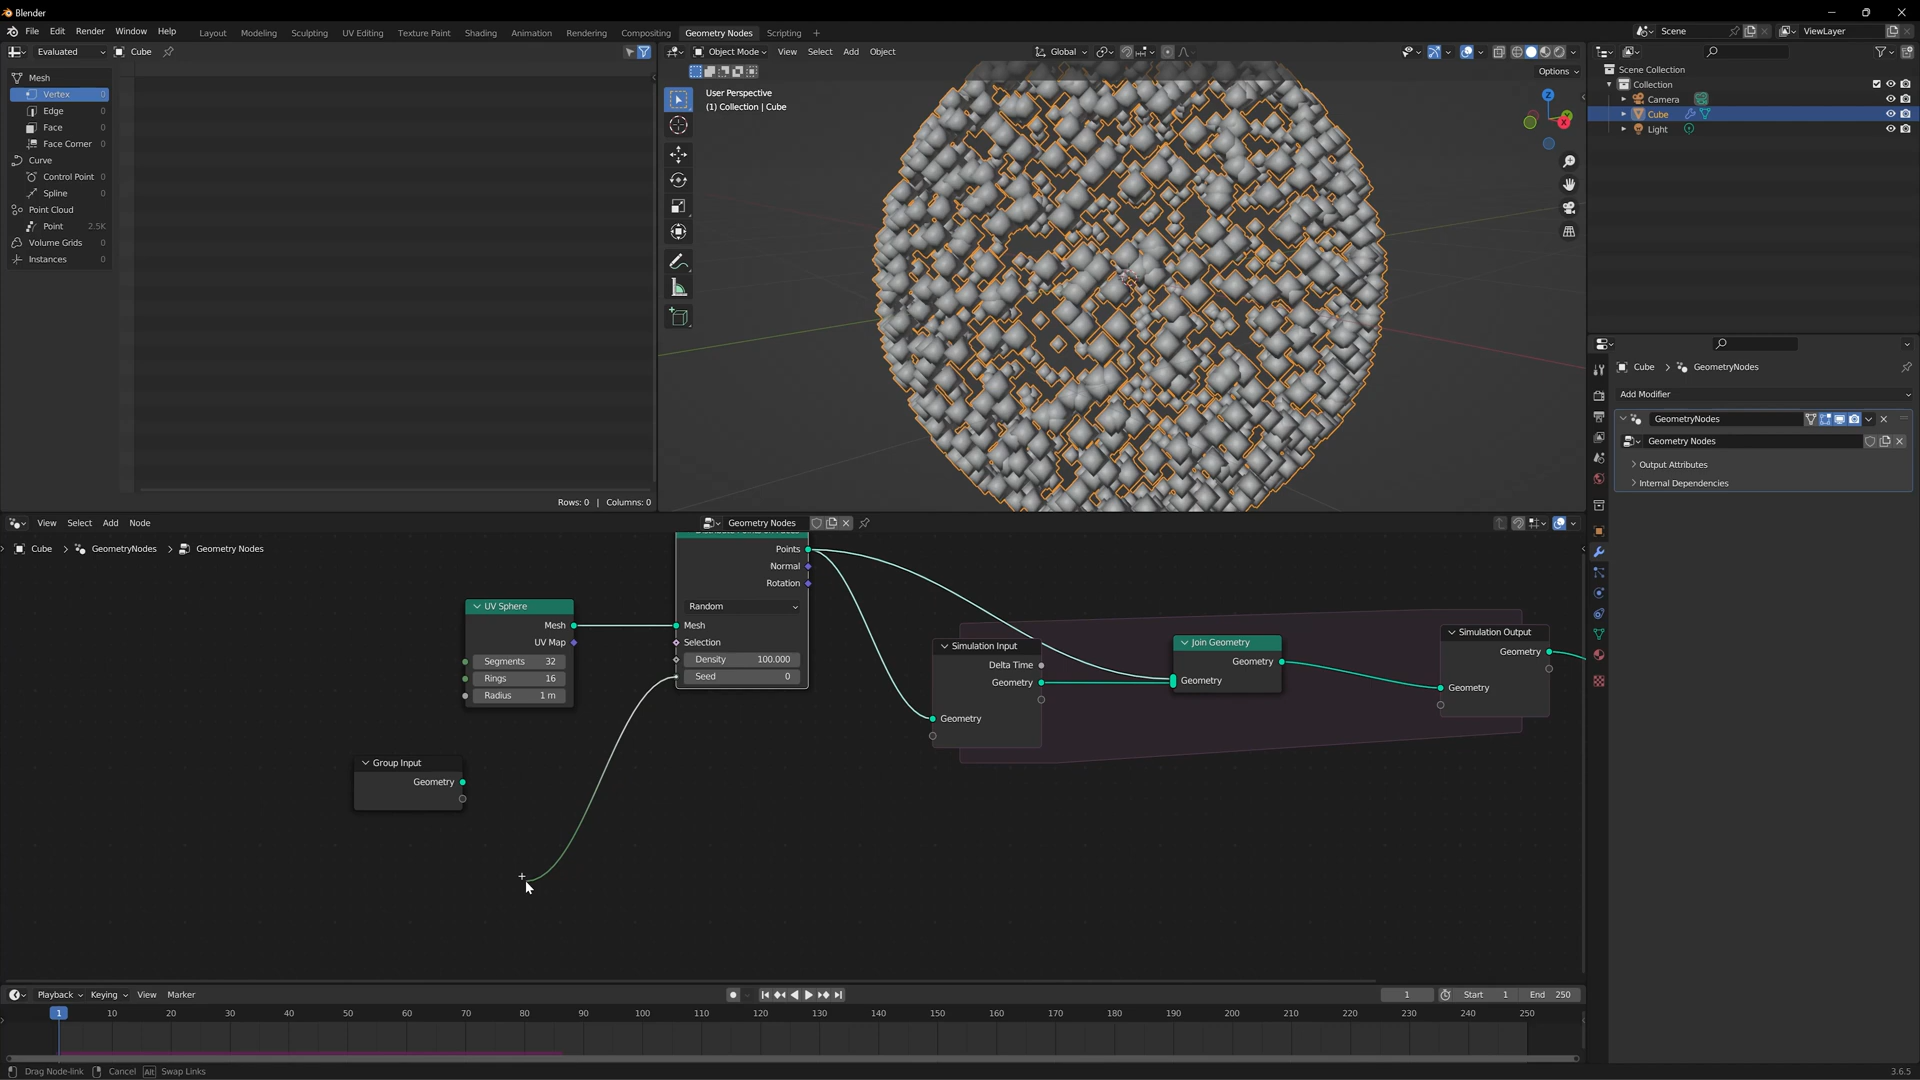 Blender
File Edit Render Window Help
Layout Modeling Sculpting UV Editing Texture Paint Shading Animation Rendering Compositing Geometry Nodes Scripting +
Scene
ViewLayer
Evaluated
Cube
Object Mode
View Select Add Object
Global
Options
Mesh
Vertex 0
Edge 0
Face 0
Face Corner 0
Curve
Control Point 0
Spline 0
Point Cloud
Point 2.5K
Volume Grids 0
Instances 0
Rows: 0 | Columns: 0
User Perspective
(1) Collection | Cube
Z
X
Scene Collection
Collection
Camera
Cube
Light
Cube > GeometryNodes
Add Modifier
GeometryNodes
Geometry Nodes
Output Attributes
Internal Dependencies
View Select Add Node
Geometry Nodes
Cube > GeometryNodes > Geometry Nodes
Points
Normal
Rotation
Random
Mesh
Selection
Density 100.000
Seed 0
UV Sphere
Mesh
UV Map
Segments 32
Rings 16
Radius 1 m
Group Input
Geometry
Simulation Input
Delta Time
Geometry
Geometry
Join Geometry
Geometry
Geometry
Simulation Output
Geometry
Geometry
Playback Keying View Marker
1
Start 1
End 250
1 10 20 30 40 50 60 70 80 90 100 110 120 130 140 150 160 170 180 190 200 210 220 230 240 250
Drag Node-link Cancel Alt Swap Links
3.6.5